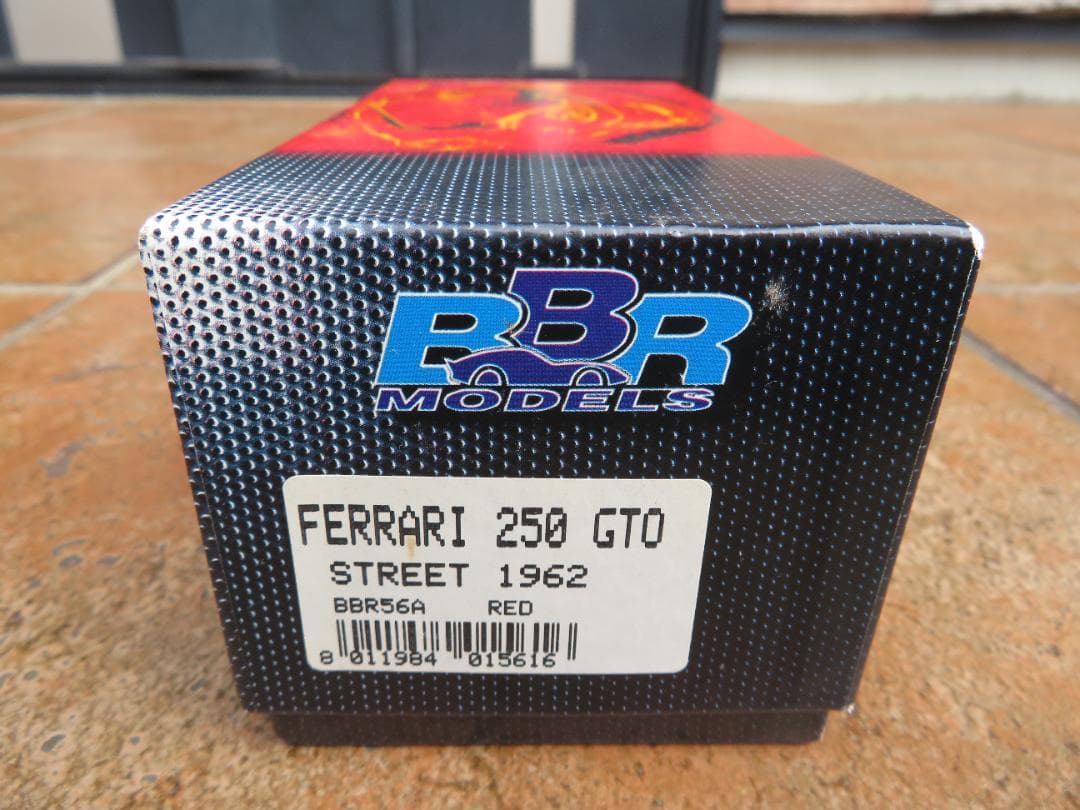 BBR
MODELS
FERRARI 250 GTO
STREET 1962
BBR56A RED
8 011984 015616